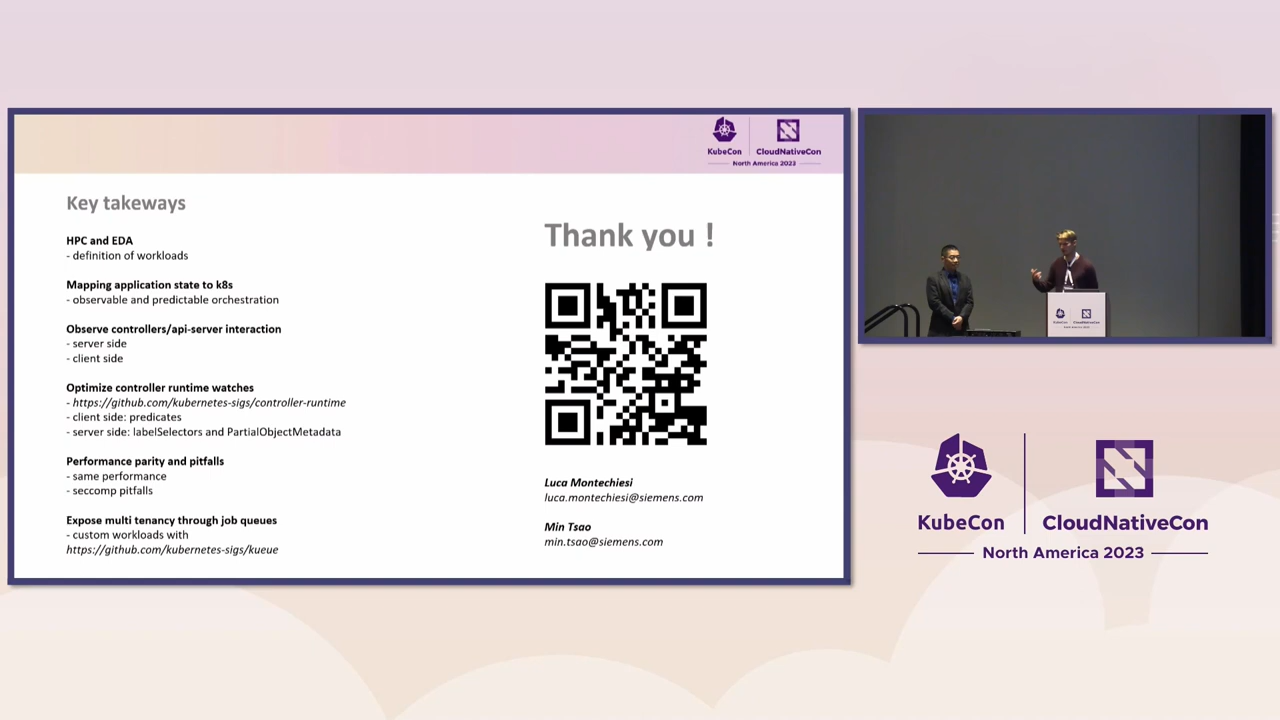 KubeCon
CloudNativeCon
North America 2023
Key takeways
HPC and EDA
- definition of workloads
Mapping application state to k8s
- observable and predictable orchestration
Observe controllers/api-server interaction
- server side
- client side
Optimize controller runtime watches
- https://github.com/kubernetes-sigs/controller-runtime
- client side: predicates
- server side: labelSelectors and PartialObjectMetadata
Performance parity and pitfalls
- same performance
- seccomp pitfalls
Expose multi tenancy through job queues
- custom workloads with
https://github.com/kubernetes-sigs/kueue
Thank you !
Luca Montechiesi
luca.montechiesi@siemens.com
Min Tsao
min.tsao@siemens.com
KubeCon
CloudNativeCon
KubeCon
CloudNativeCon
North America 2023